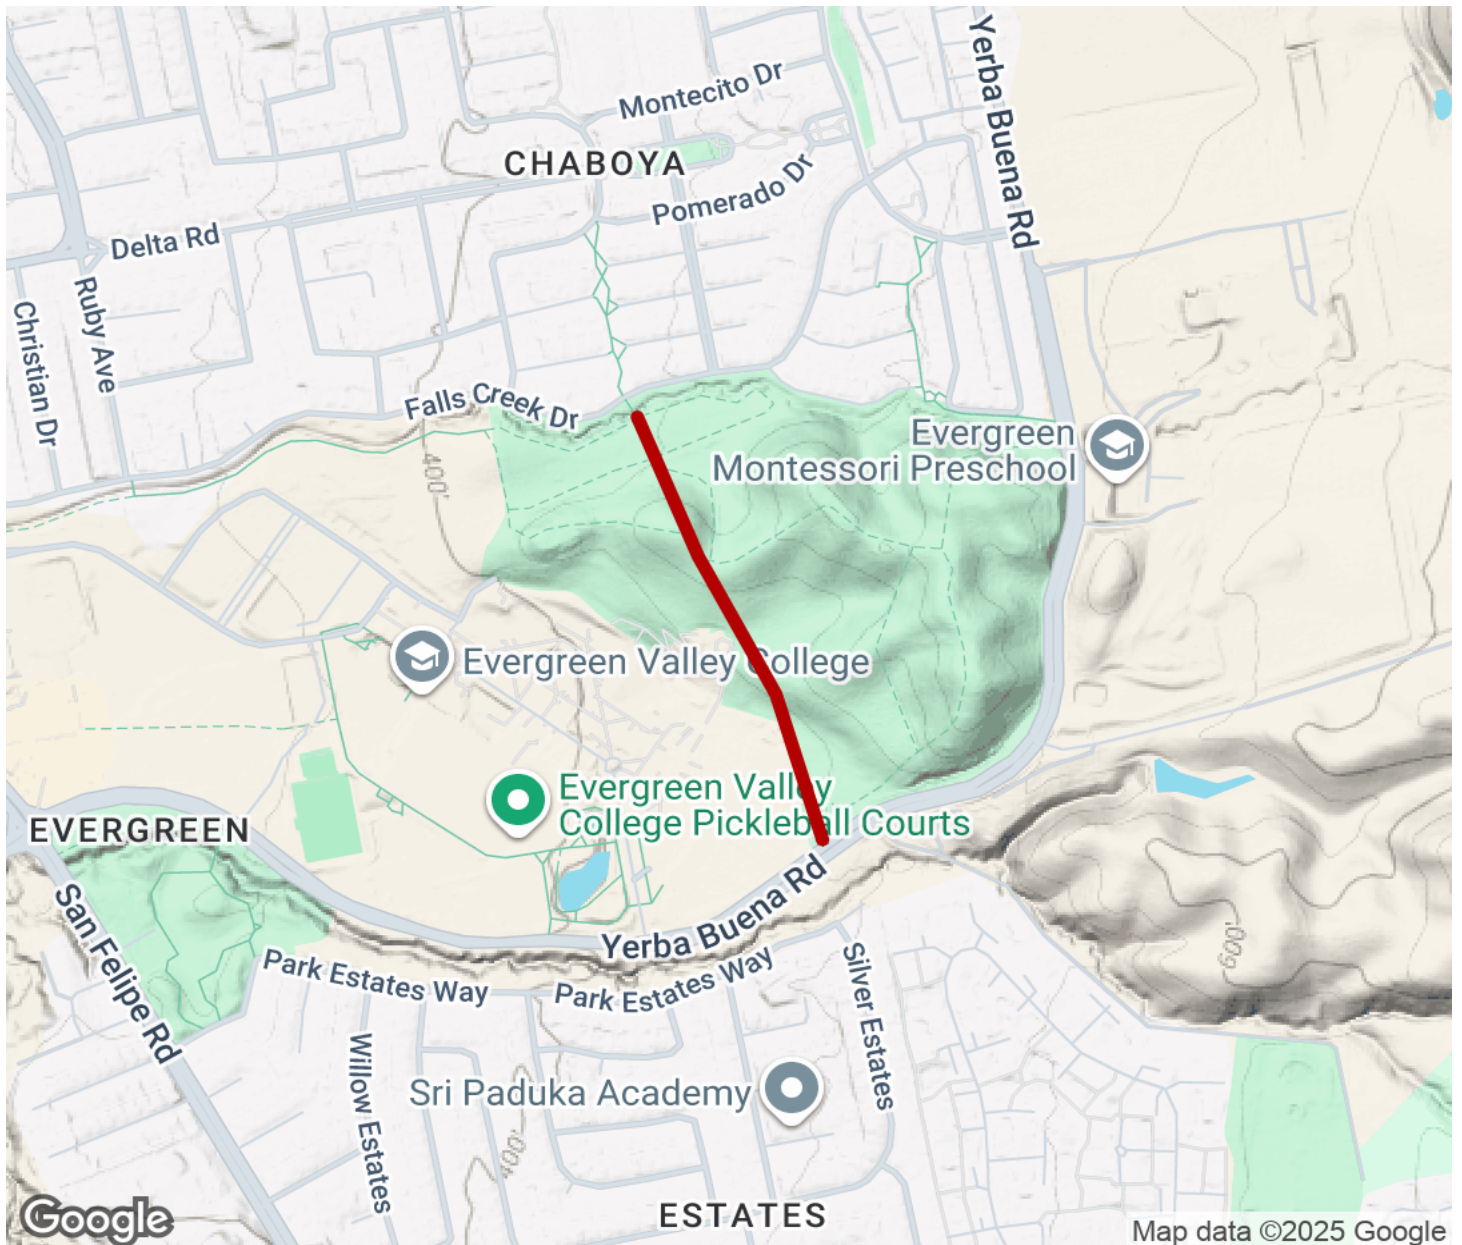 Yerba Buena Rd
Montecito Dr
CHABOYA
Pomerado Dr
Delta Rd
Ruby Ave
Christian Dr
Falls Creek Dr
400'
Evergreen
Montessori Preschool
Evergreen Valley College
Evergreen Valley
College Pickleball Courts
EVERGREEN
San Felipe Rd
Yerba Buena Rd
600'
Park Estates Way
Park Estates Way
Silver Estates
Willow Estates
Sri Paduka Academy
400'
ESTATES
Google
Map data ©2025 Google